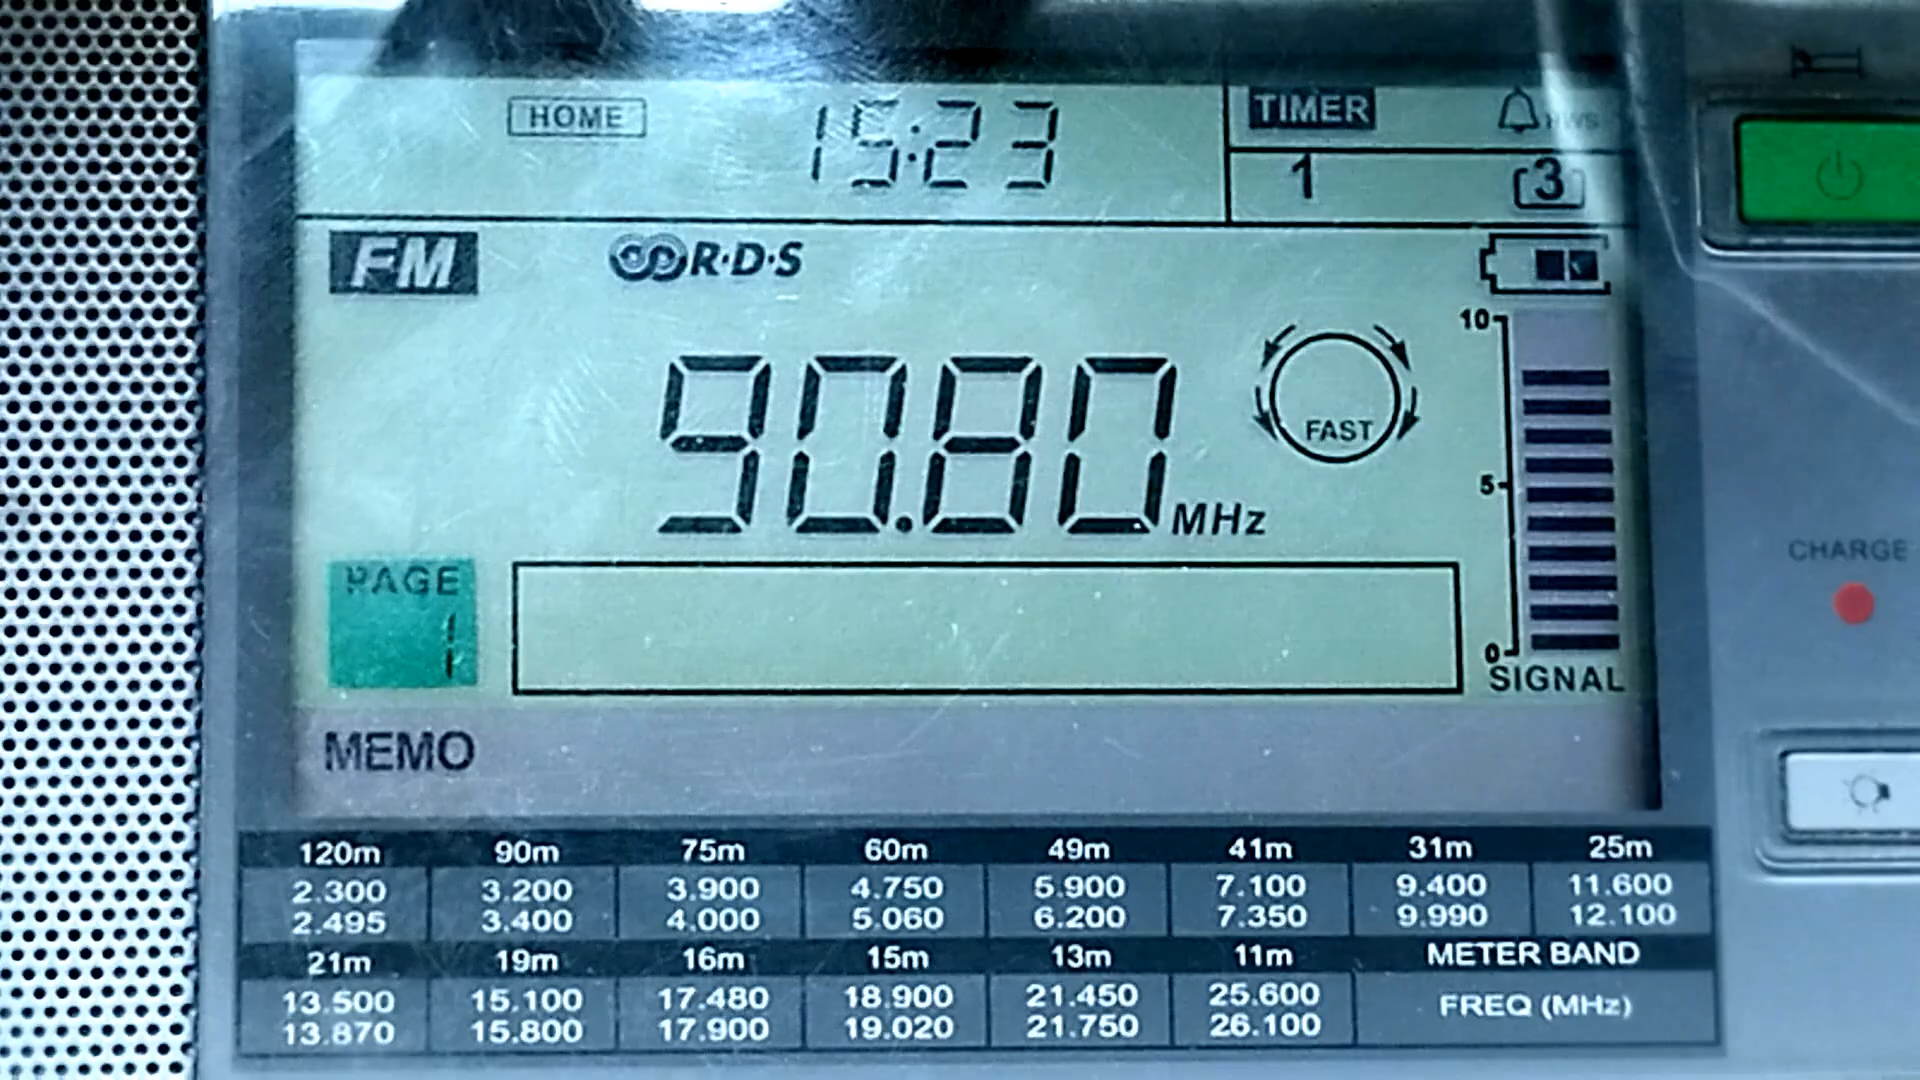 HOME 15:23 TIMER
1 3
FM R·D·S
10
90.80 MHz FAST
5
PAGE
1
0
SIGNAL
CHARGE
MEMO
120m 90m 75m 60m 49m 41m 31m 25m
2.300 3.200 3.900 4.750 5.900 7.100 9.400 11.600
2.495 3.400 4.000 5.060 6.200 7.350 9.990 12.100
21m 19m 16m 15m 13m 11m METER BAND
13.500 15.100 17.480 18.900 21.450 25.600 FREQ (MHz)
13.870 15.800 17.900 19.020 21.750 26.100